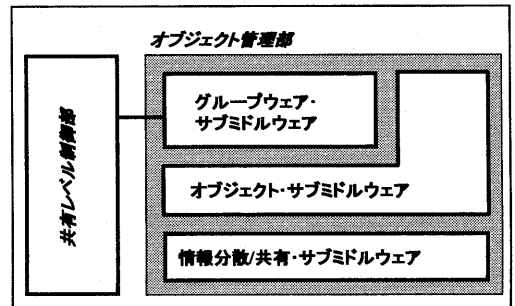 オブジェクト管理部
共有レベル制御部
グループウェア・
サブミドルウェア
オブジェクト・サブミドルウェア
情報分散/共有・サブミドルウェア